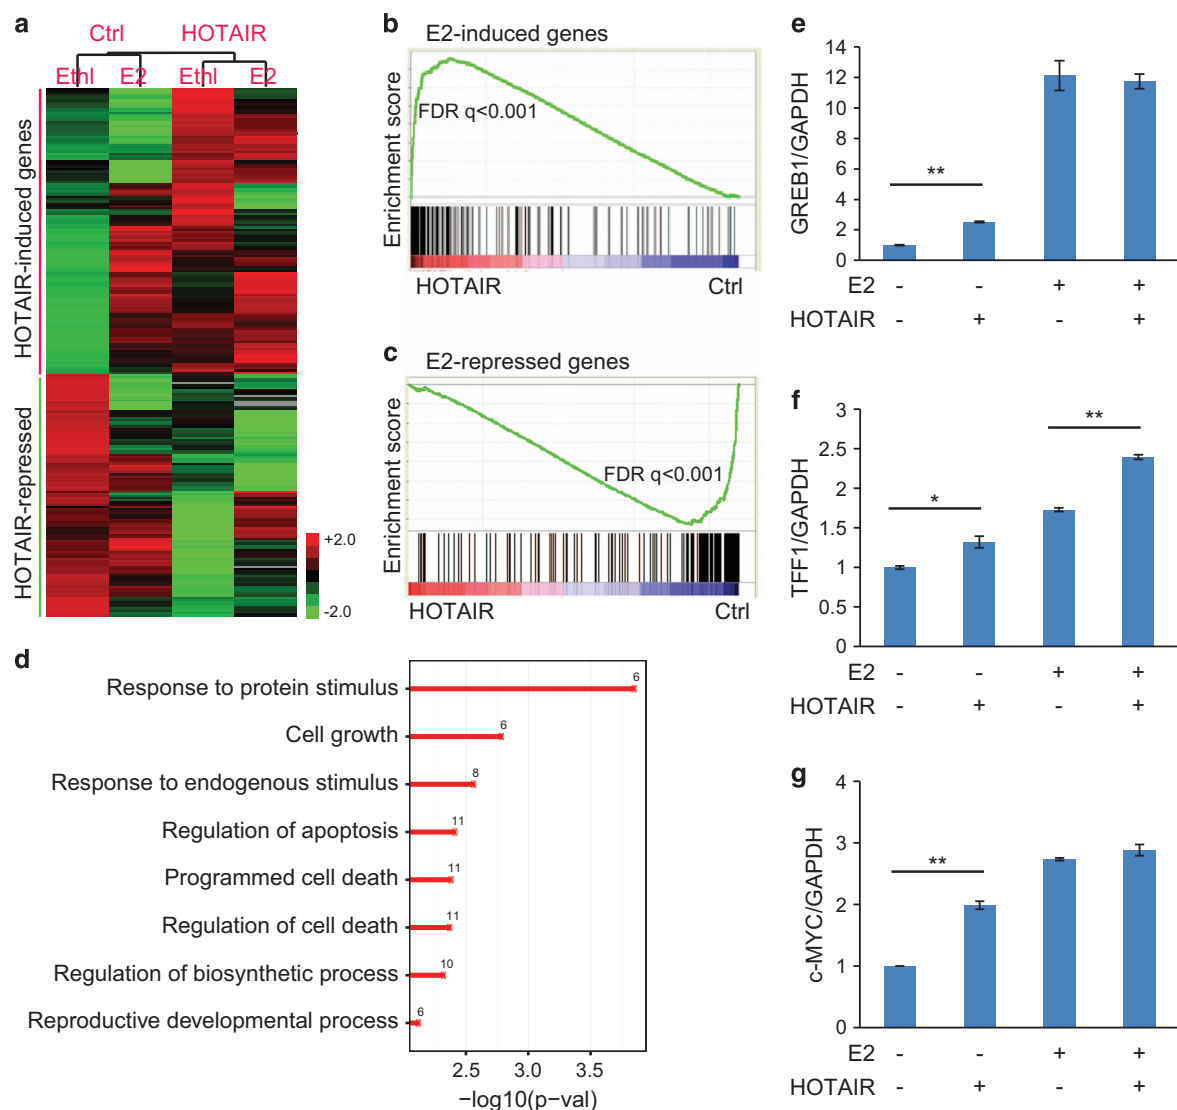 a
Ctrl HOTAIR
Ethl E2 Ethl E2
HOTAIR-induced genes
HOTAIR-repressed
+2.0
-2.0
b
E2-induced genes
Enrichment score
FDR q<0.001
HOTAIR Ctrl
c
E2-repressed genes
Enrichment score
FDR q<0.001
HOTAIR Ctrl
d
Response to protein stimulus 6
Cell growth 6
Response to endogenous stimulus 8
Regulation of apoptosis 11
Programmed cell death 11
Regulation of cell death 11
Regulation of biosynthetic process 10
Reproductive developmental process 6
2.5 3.0 3.5
−log10(p−val)
e
GREB1/GAPDH
14
12
10
8
6
4
2
0
**
E2 - - + +
HOTAIR - + - +
f
TFF1/GAPDH
3
2.5
2
1.5
1
0.5
0
* **
E2 - - + +
HOTAIR - + - +
g
c-MYC/GAPDH
4
3
2
1
0
**
E2 - - + +
HOTAIR - + - +